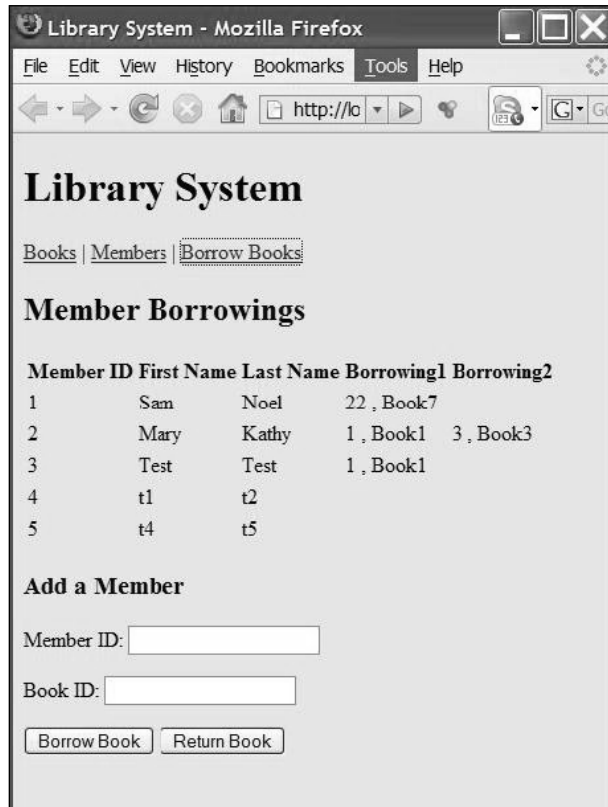 Library System - Mozilla Firefox
File Edit View History Bookmarks Tools Help
http://lo
G
Library System
Books | Members | Borrow Books
Member Borrowings
Member ID First Name Last Name Borrowing1 Borrowing2
1 Sam Noel 22 , Book7
2 Mary Kathy 1 , Book1 3 , Book3
3 Test Test 1 , Book1
4 t1 t2
5 t4 t5
Add a Member
Member ID:
Book ID:
Borrow Book Return Book